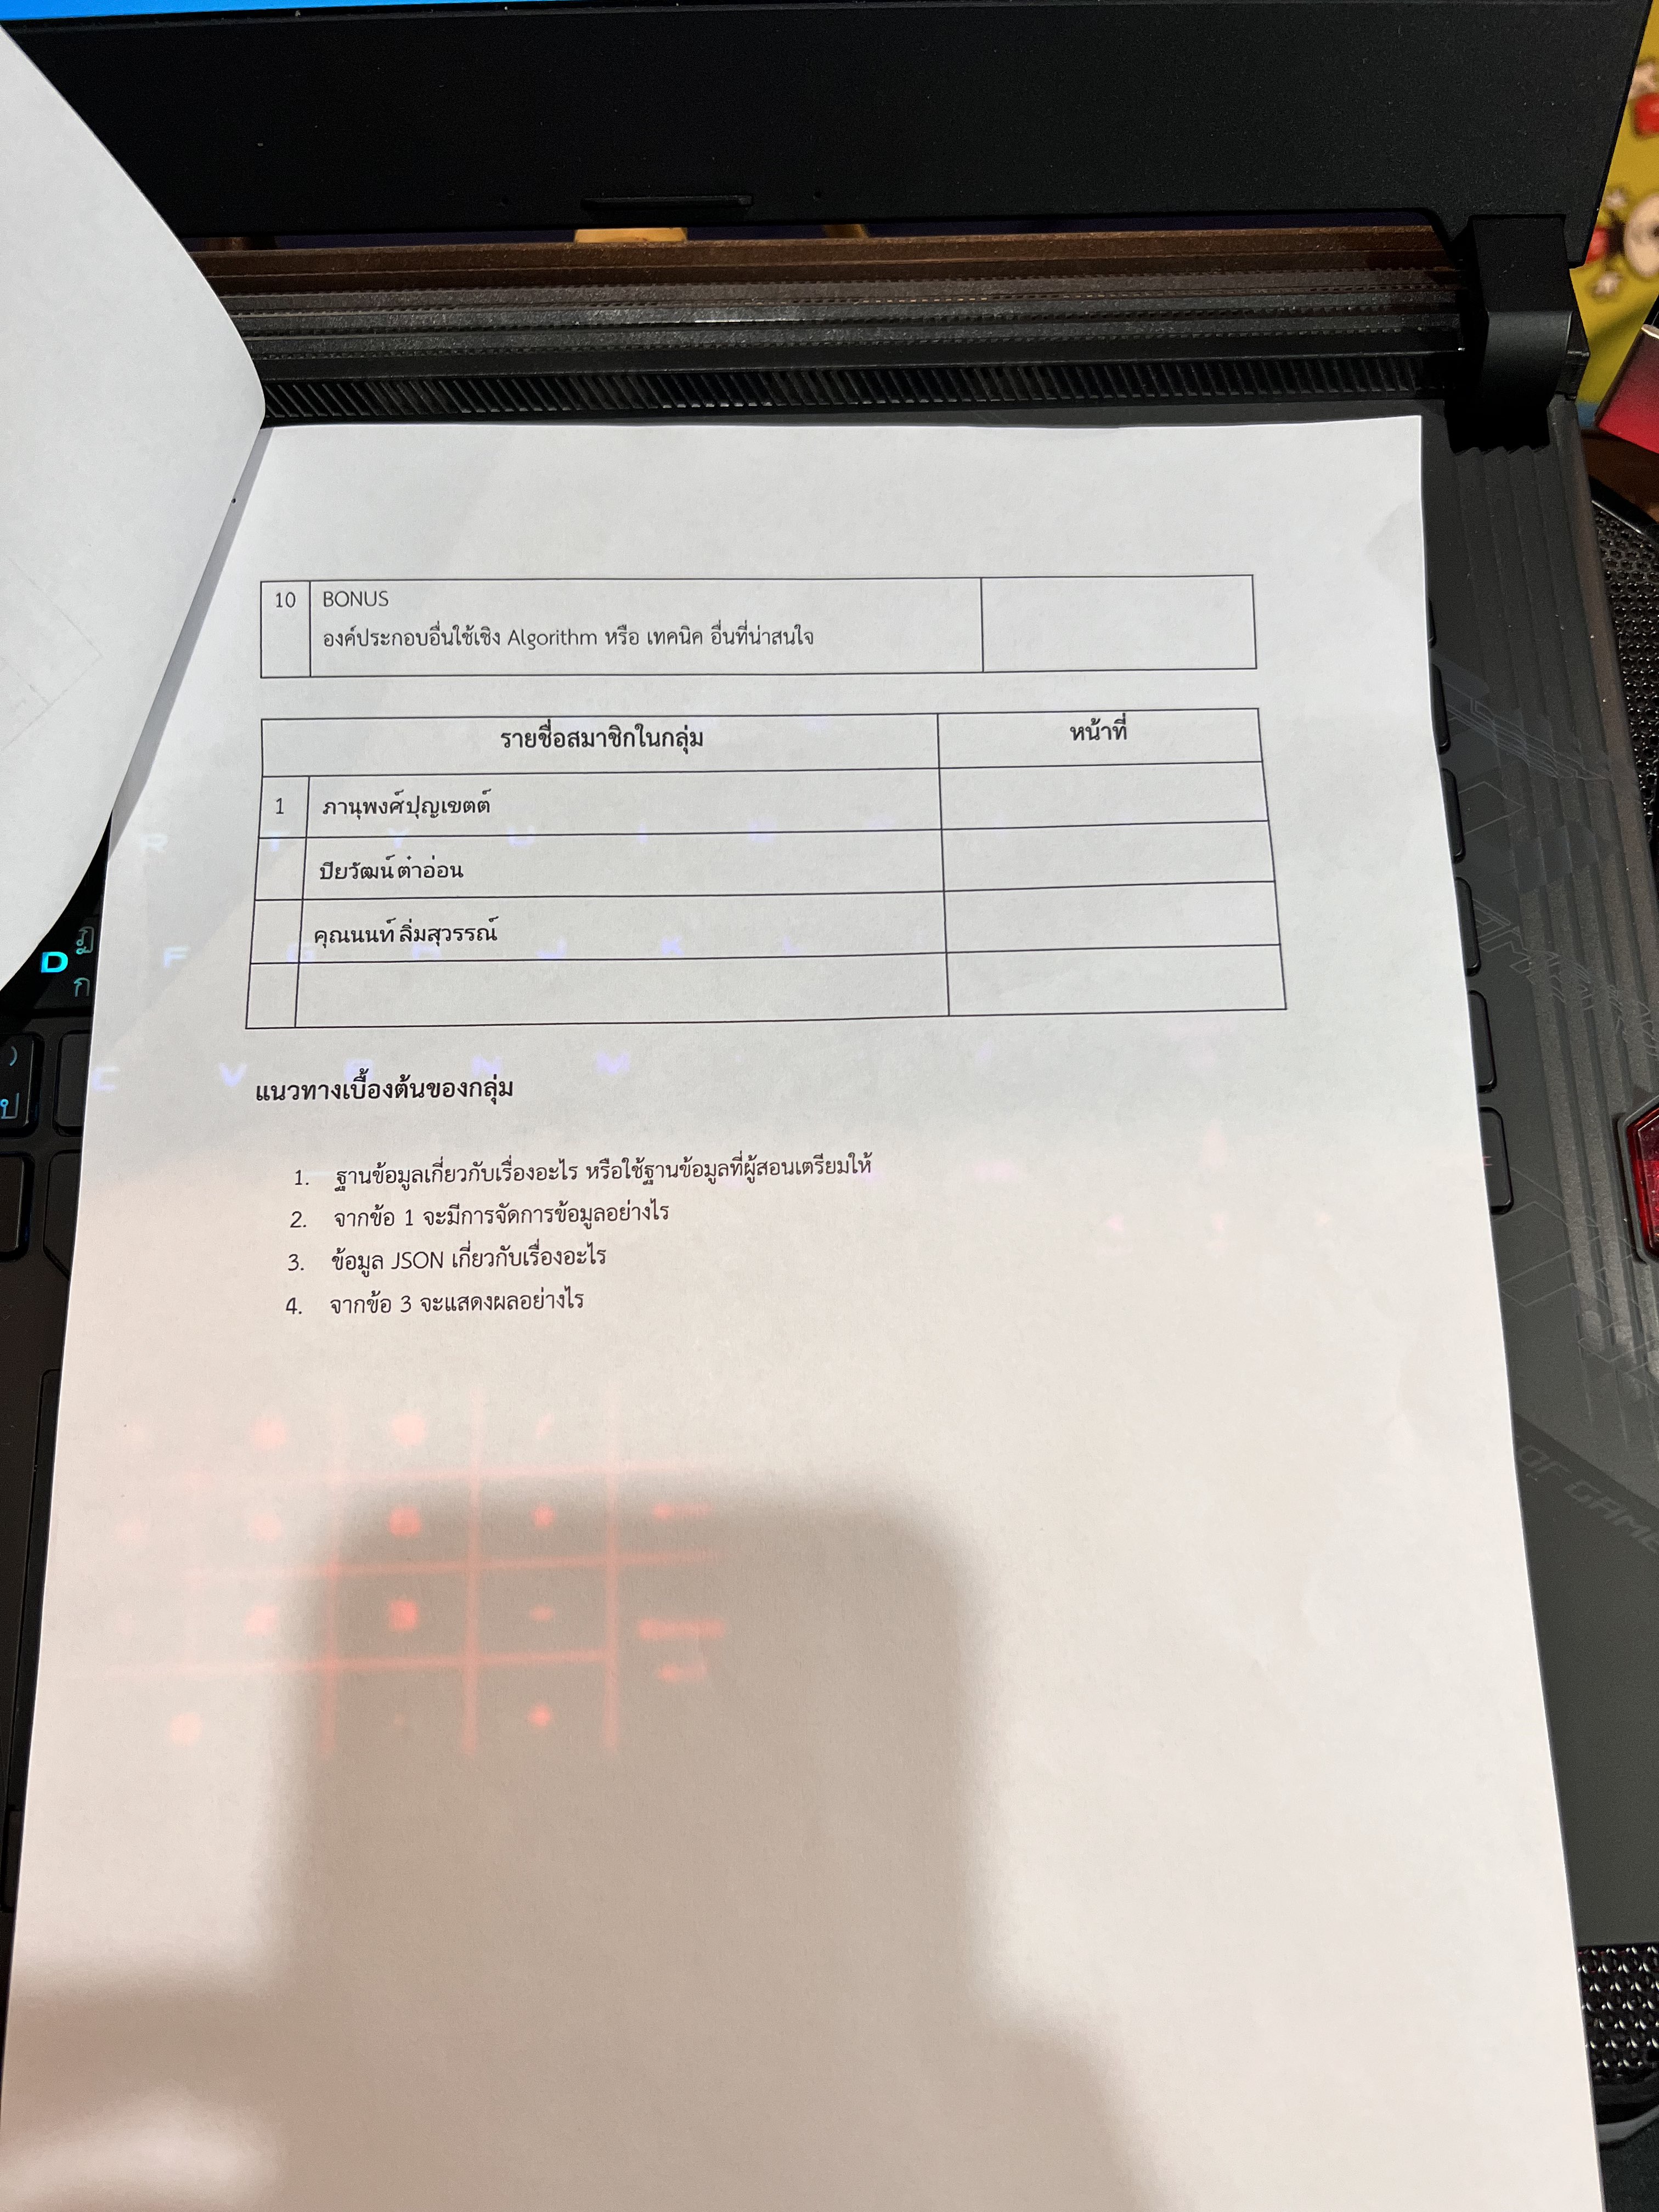 10 BONUS
องค์ประกอบอื่นใช้เชิง Algorithm หรือ เทคนิค อื่นที่น่าสนใจ
รายชื่อสมาชิกในกลุ่ม หน้าที่
1 ภานุพงศ์ ปุญเขตต์
ปิยวัฒน์ ต๋าอ่อน
คุณนนท์ ลิ่มสุวรรณ์
แนวทางเบื้องต้นของกลุ่ม
1. ฐานข้อมูลเกี่ยวกับเรื่องอะไร หรือใช้ฐานข้อมูลที่ผู้สอนเตรียมให้
2. จากข้อ 1 จะมีการจัดการข้อมูลอย่างไร
3. ข้อมูล JSON เกี่ยวกับเรื่องอะไร
4. จากข้อ 3 จะแสดงผลอย่างไร
D
ก
ป
OF GAME